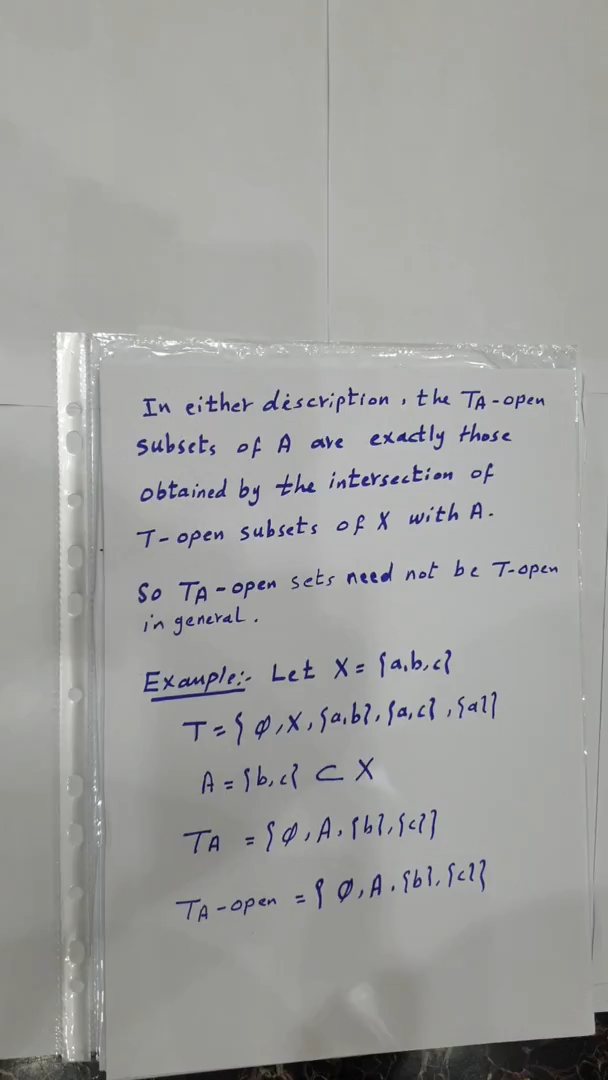 In either description, the TA-open
subsets of A are exactly those
obtained by the intersection of
T-open subsets of X with A.
So TA-open sets need not be T-open
in general.
Example:- Let X = {a,b,c}
T = { Ø, X, {a,b}, {a,c}, {a}}
A = {b,c} ⊂ X
TA = {Ø, A, {b}, {c}}
TA-open = { Ø, A, {b}, {c}}